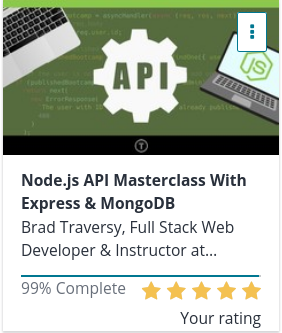 API
JS
Node.js API Masterclass With
Express & MongoDB
Brad Traversy, Full Stack Web
Developer & Instructor at...
99% Complete
Your rating